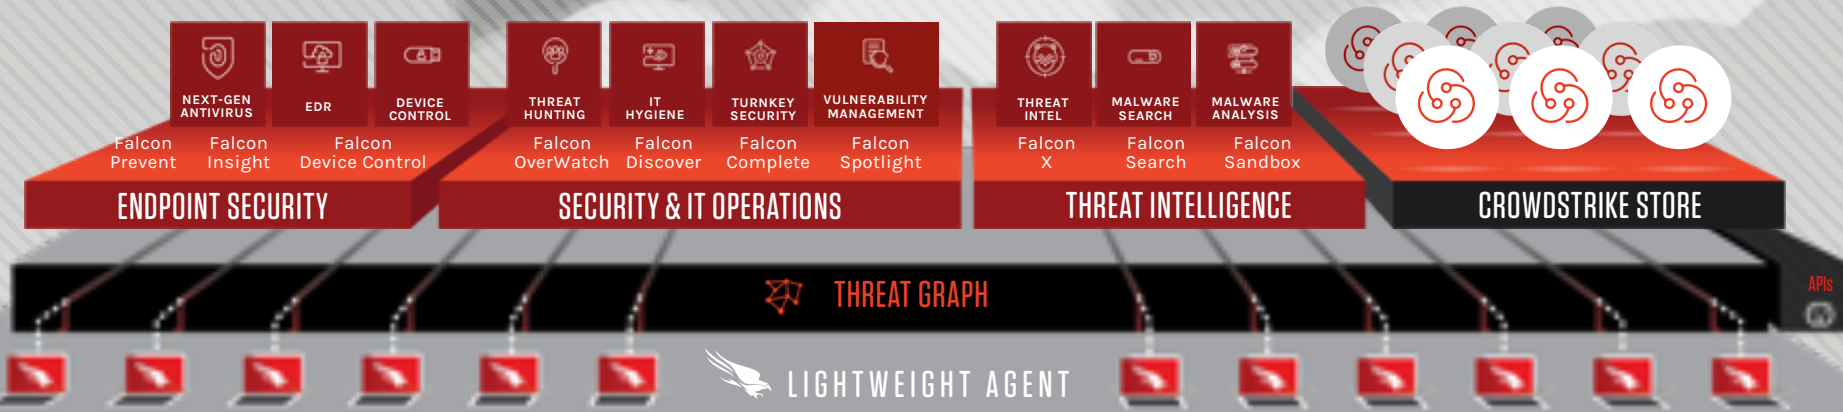 NEXT-GEN
ANTIVIRUS
EDR
DEVICE
CONTROL
THREAT
HUNTING
IT
HYGIENE
TURNKEY
SECURITY
VULNERABILITY
MANAGEMENT
THREAT
INTEL
MALWARE
SEARCH
MALWARE
ANALYSIS
Falcon
Prevent
Falcon
Insight
Falcon
Device Control
Falcon
OverWatch
Falcon
Discover
Falcon
Complete
Falcon
Spotlight
Falcon
X
Falcon
Search
Falcon
Sandbox
ENDPOINT SECURITY
SECURITY & IT OPERATIONS
THREAT INTELLIGENCE
CROWDSTRIKE STORE
THREAT GRAPH
APIs
LIGHTWEIGHT AGENT